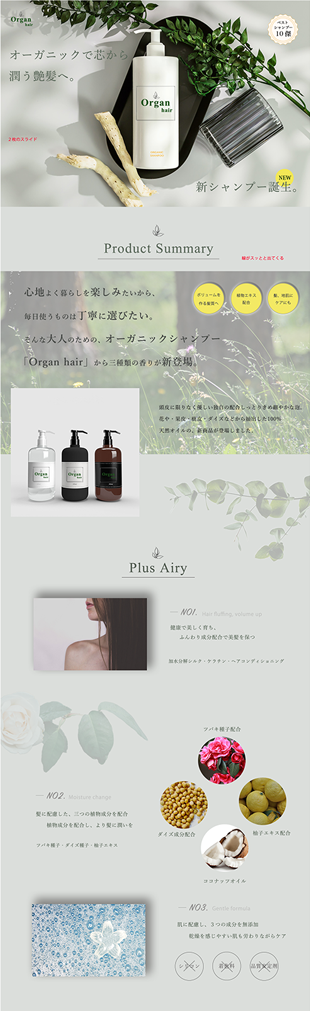 Organ
hair
ベスト
シャンプー
10傑
オーガニックで芯から
潤う艶髪へ。
Organ
hair
2枚のスライド
NEW
新シャンプー誕生。
Product Summary
線がスッと出てくる
心地よく暮らしを楽しみたいから、
毎日使うものは丁寧に選びたい。
そんな大人のための、オーガニックシャンプー
「Organ hair」から三種類の香りが新登場。
ボリュームを
作る髪質へ
植物エキス
配合
髪、地肌に
ケアにも
頭皮に限りなく優しい独自の配合しっとりきめ細やかな泡、
花や・果皮・樹立・ダイズなどから抽出した100%
天然オイルの、新商品が登場しました。
Organ
Organ
Plus Airy
NO1. Hair fluffing, volume up
健康で美しく育ち、
ふんわり成分配合で美髪を保つ
加水分解シルク・ケラチン・ヘアコンディショニング
ツバキ種子配合
NO2. Moisture change
髪に配慮した、三つの植物成分を配合
植物成分を配合し、より髪に潤いを
ツバキ種子・ダイズ種子・柚子エキス
ダイズ成分配合
柚子エキス配合
ココナッツオイル
NO3. Gentle formula
肌に配慮し、3つの成分を無添加
乾燥を感じやすい肌も労わりながらケア
シリコン
着色料
品質安定剤